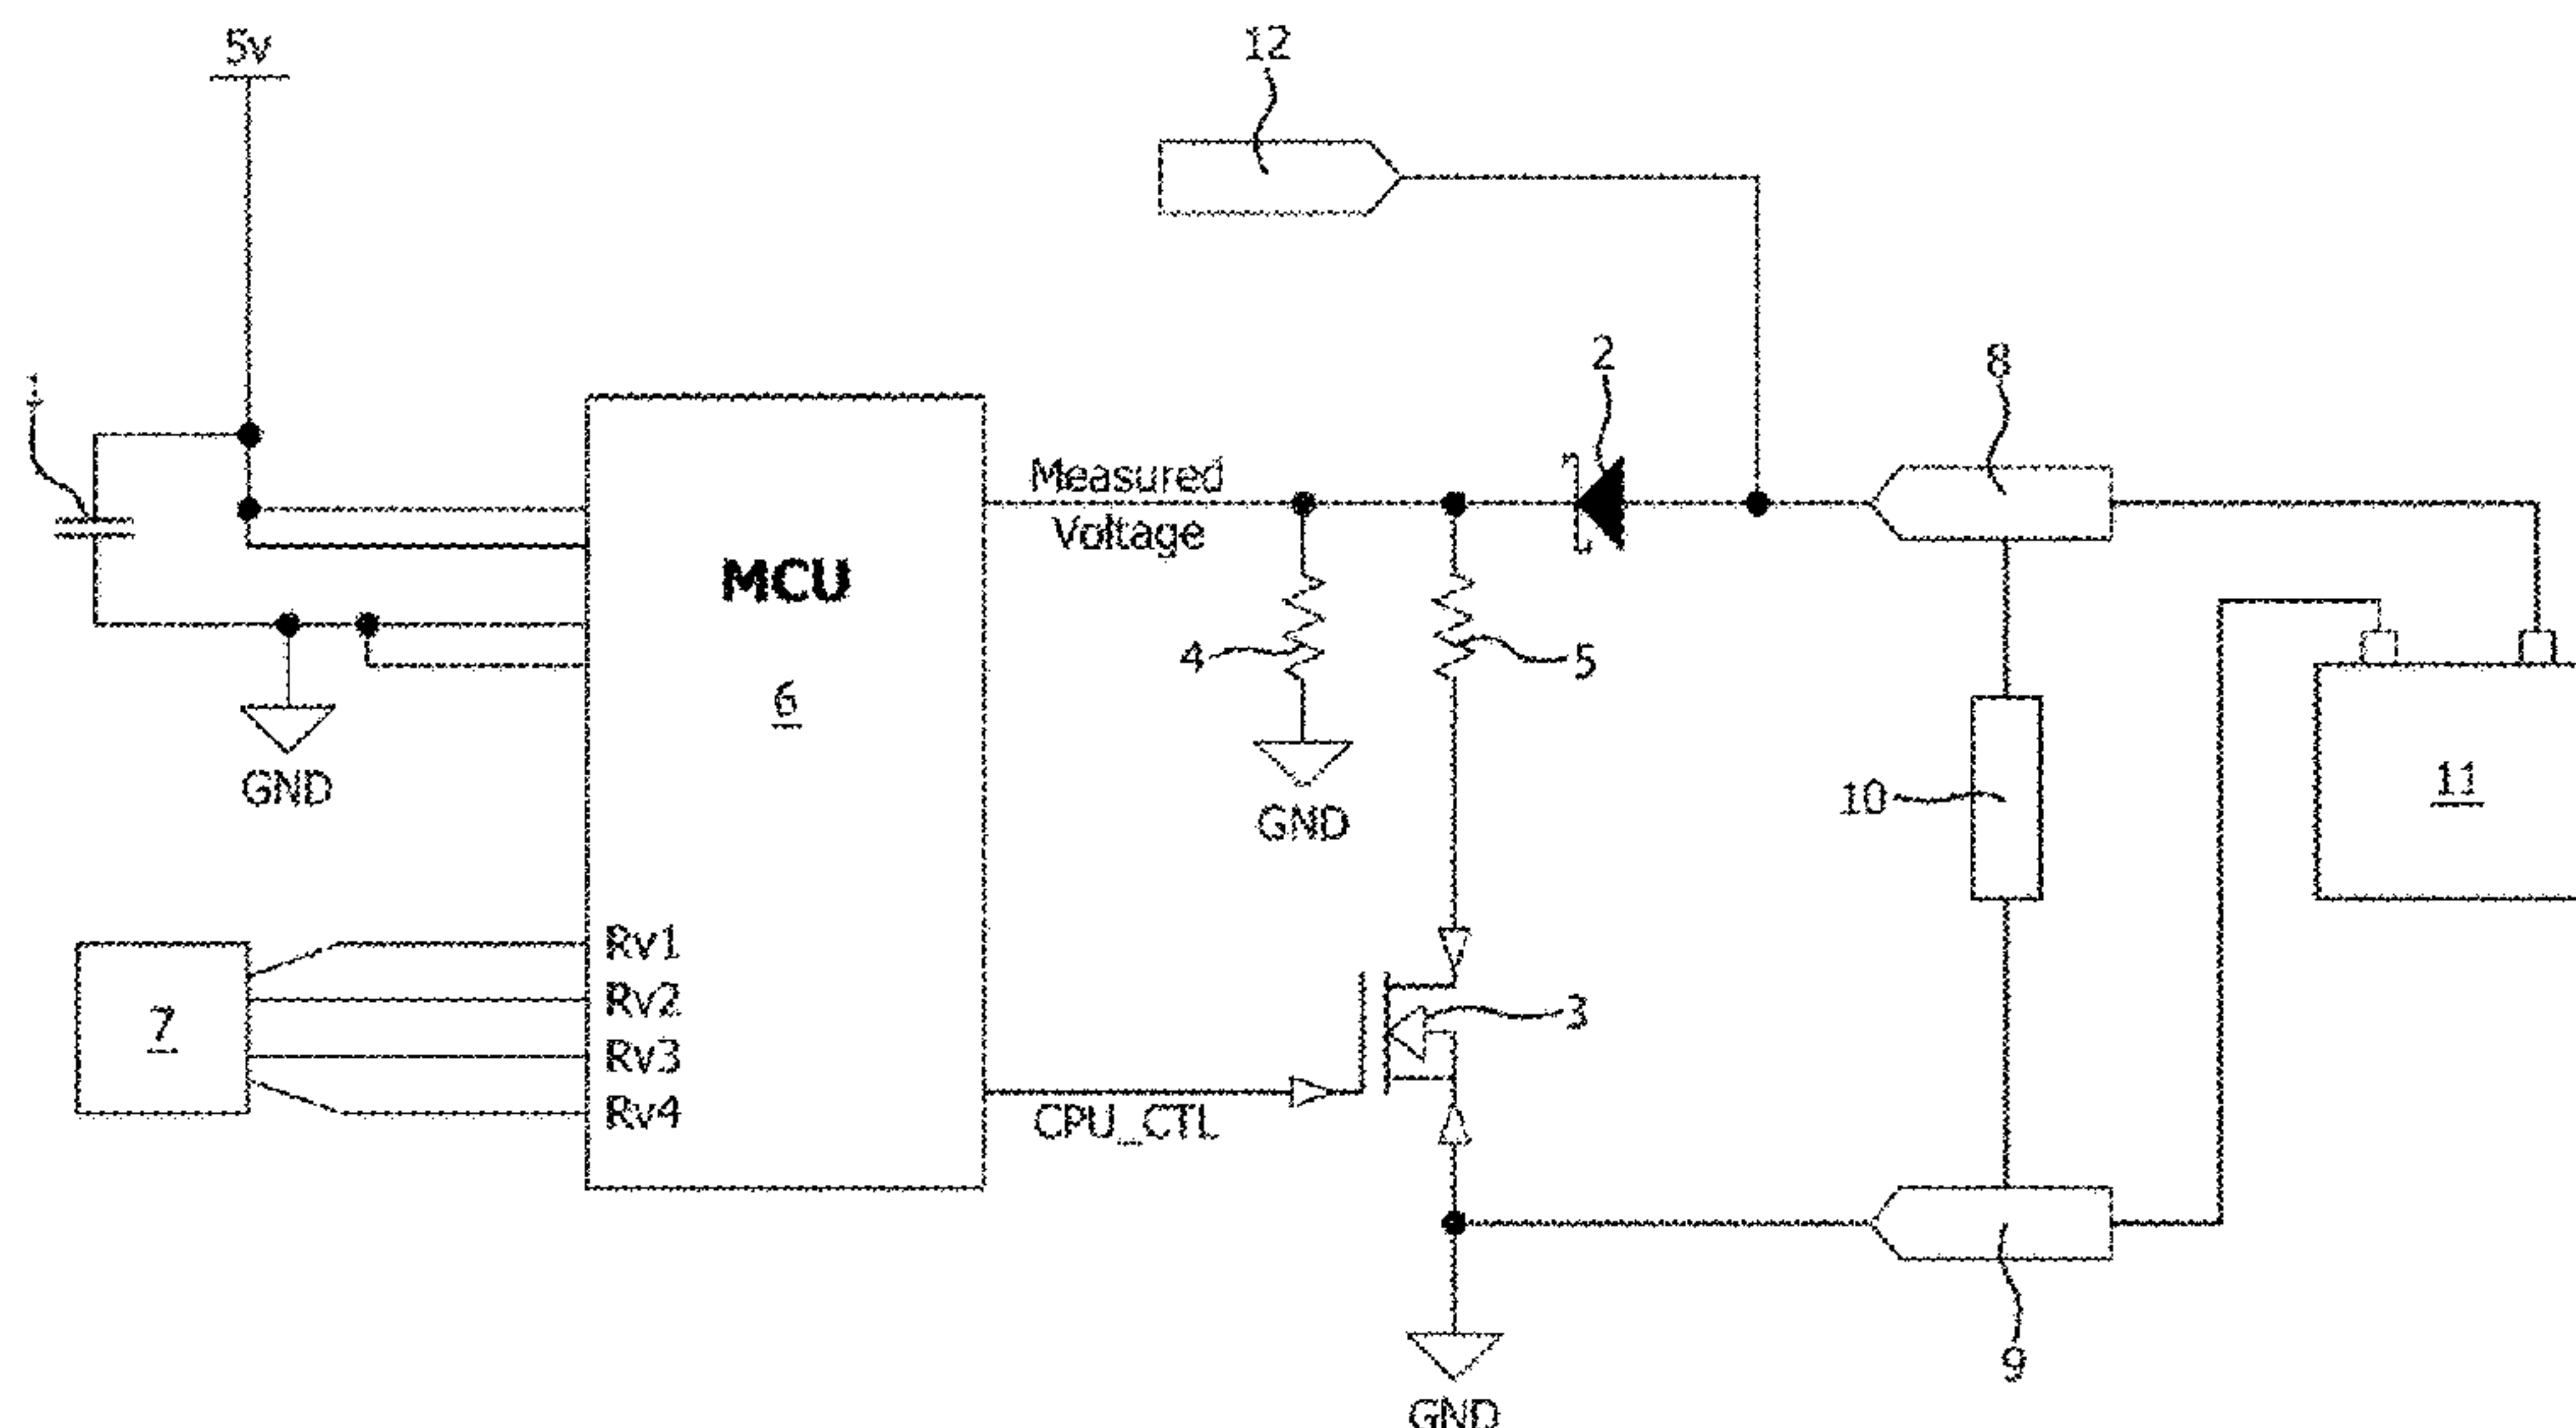 5v
12
1
2
8
Measured
Voltage
MCU
6
4
5
GND
GND
10
11
Rv1
Rv2
Rv3
Rv4
7
3
CPU_CTL
9
GND